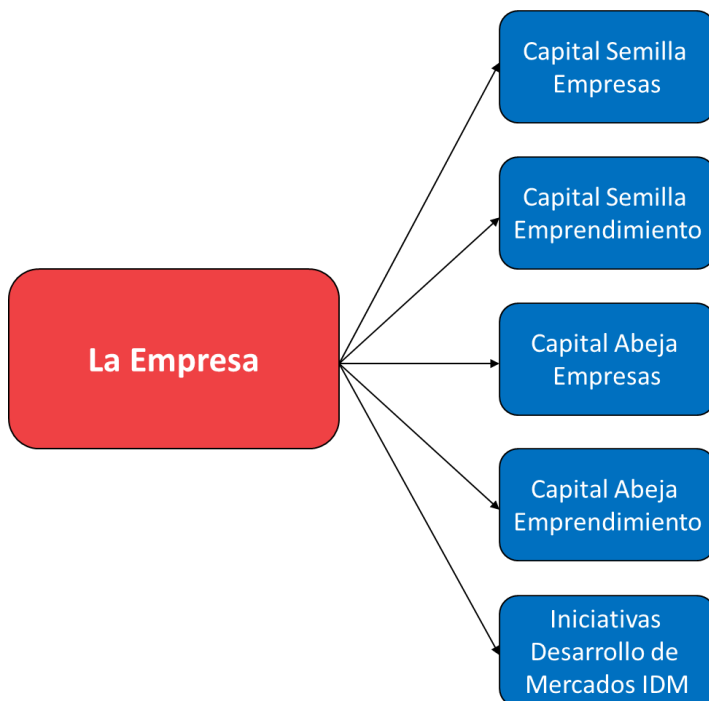 Capital Semilla
Empresas
Capital Semilla
Emprendimiento
La Empresa
Capital Abeja
Empresas
Capital Abeja
Emprendimiento
Iniciativas
Desarrollo de
Mercados IDM